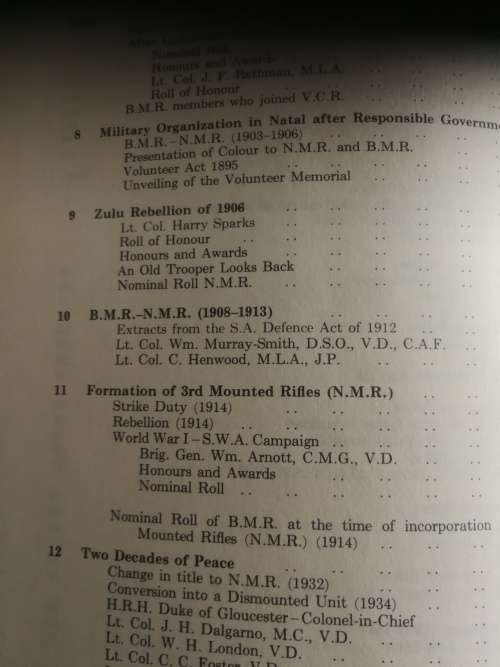 After
Nominal Roll
Honours and Awards
Lt. Col. J. F. Rethman, M.L.A. .. .. ..
Roll of Honour .. .. .. ..
B.M.R. members who joined V.C.R. .. .. ..
8 Military Organization in Natal after Responsible Governme
B.M.R.–N.M.R. (1903–1906) .. .. .. ..
Presentation of Colour to N.M.R. and B.M.R. .. ..
Volunteer Act 1895 .. .. .. .. ..
Unveiling of the Volunteer Memorial .. .. ..
9 Zulu Rebellion of 1906 .. .. .. .. ..
Lt. Col. Harry Sparks .. .. .. .. ..
Roll of Honour .. .. .. .. .. ..
Honours and Awards .. .. .. .. ..
An Old Trooper Looks Back .. .. .. ..
Nominal Roll N.M.R. .. .. .. .. ..
10 B.M.R.–N.M.R. (1908–1913) .. .. .. ..
Extracts from the S.A. Defence Act of 1912 .. ..
Lt. Col. Wm. Murray-Smith, D.S.O., V.D., C.A.F. ..
Lt. Col. C. Henwood, M.L.A., J.P. .. .. ..
11 Formation of 3rd Mounted Rifles (N.M.R.) .. ..
Strike Duty (1914) .. .. .. .. ..
Rebellion (1914) .. .. .. .. .. ..
World War I–S.W.A. Campaign .. .. .. ..
Brig. Gen. Wm. Arnott, C.M.G., V.D. .. ..
Honours and Awards .. .. .. ..
Nominal Roll .. .. .. .. .. ..
Nominal Roll of B.M.R. at the time of incorporation
Mounted Rifles (N.M.R.) (1914) .. .. ..
12 Two Decades of Peace .. .. .. .. ..
Change in title to N.M.R. (1932) .. .. ..
Conversion into a Dismounted Unit (1934) .. ..
H.R.H. Duke of Gloucester–Colonel-in-Chief ..
Lt. Col. J. H. Dalgarno, M.C., V.D. .. .. ..
Lt. Col. W. H. London, V.D. .. .. ..
Lt. Col. C. C. Foster, V.D.